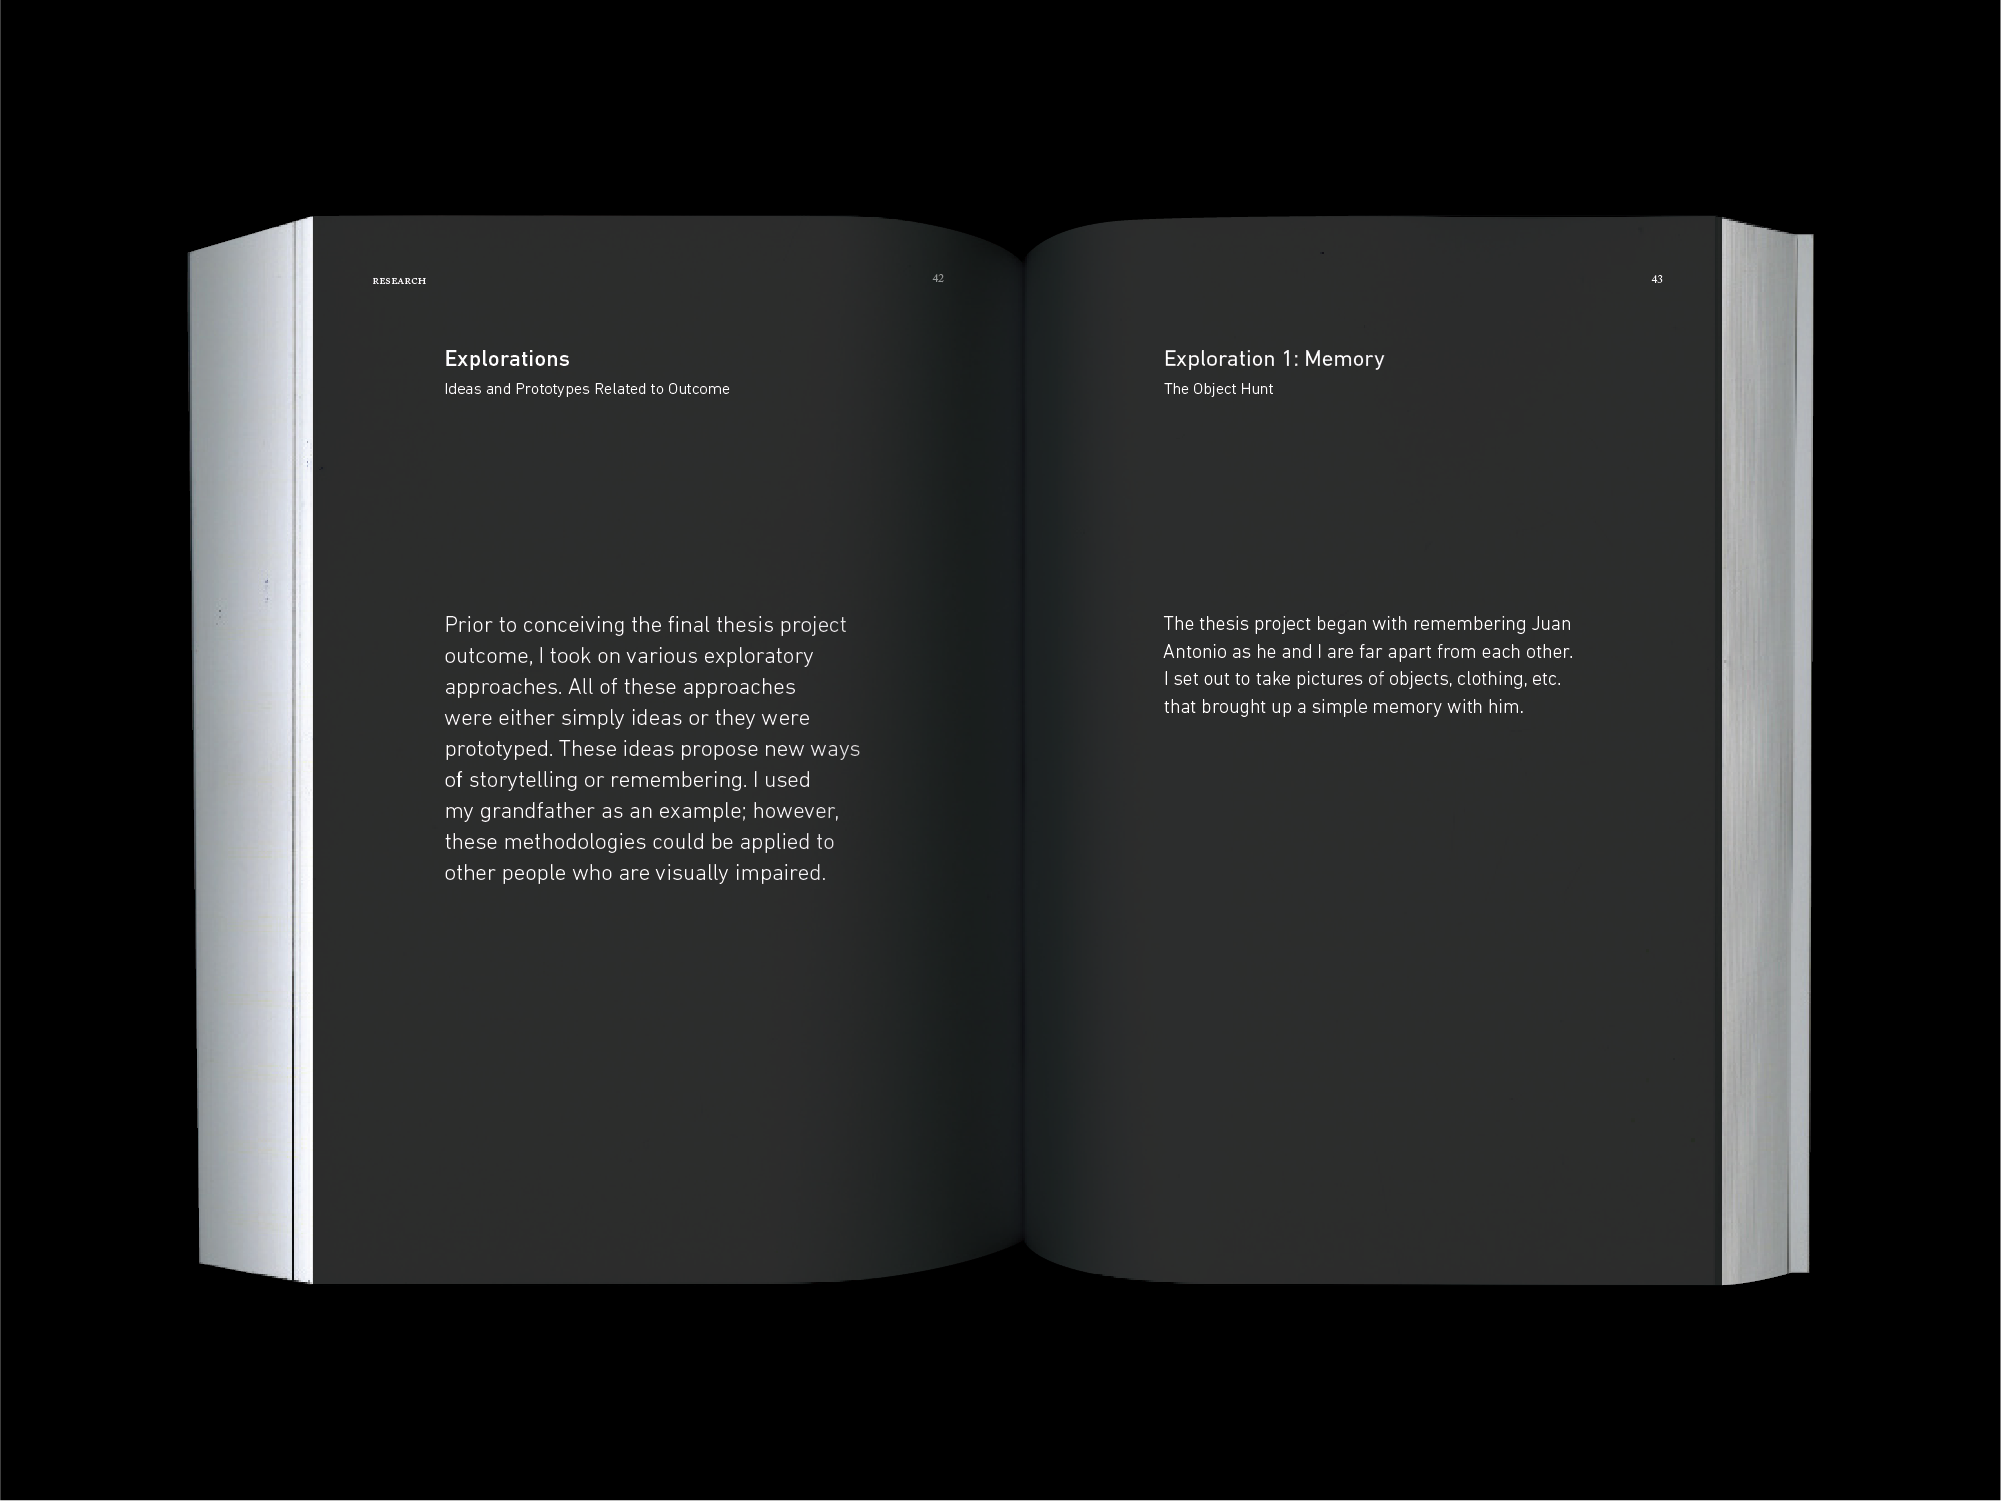 RESEARCH
42
Explorations
Ideas and Prototypes Related to Outcome
Prior to conceiving the final thesis project
outcome, I took on various exploratory
approaches. All of these approaches
were either simply ideas or they were
prototyped. These ideas propose new ways
of storytelling or remembering. I used
my grandfather as an example; however,
these methodologies could be applied to
other people who are visually impaired.
43
Exploration 1: Memory
The Object Hunt
The thesis project began with remembering Juan
Antonio as he and I are far apart from each other.
I set out to take pictures of objects, clothing, etc.
that brought up a simple memory with him.